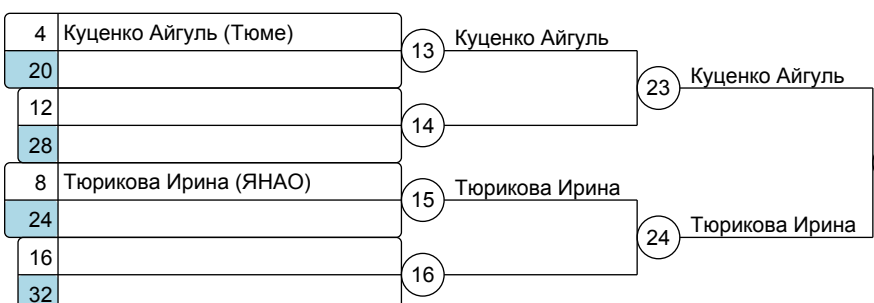 4 Куценко Айгуль (Тюме)
13 Куценко Айгуль
20
23 Куценко Айгуль
12
14
28
8 Тюрикова Ирина (ЯНАО)
15 Тюрикова Ирина
24
24 Тюрикова Ирина
16
16
32